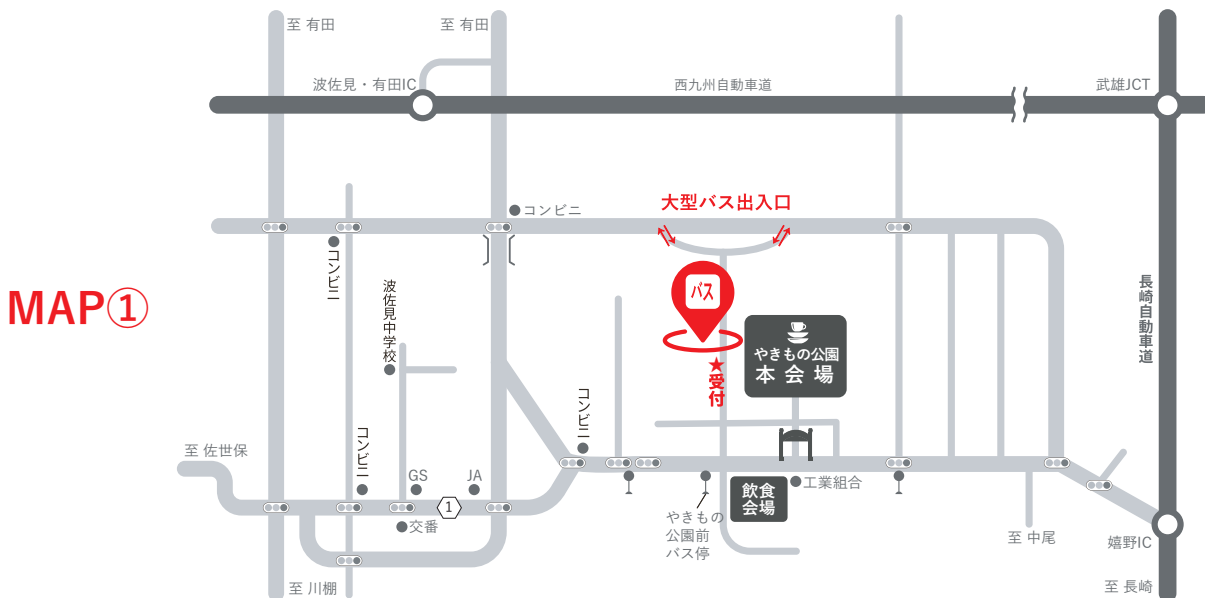 至 有田
至 有田
波佐見・有田IC
西九州自動車道
武雄JCT
大型バス出入口
コンビニ
コンビニ
MAP①
バス
長崎自動車道
波佐見中学校
やきもの公園
本会場
★受付
コンビニ
コンビニ
至 佐世保
GS
JA
1
交番
飲食
会場
工業組合
やきもの
公園前
バス停
至 中尾
嬉野IC
至 川棚
至 長崎